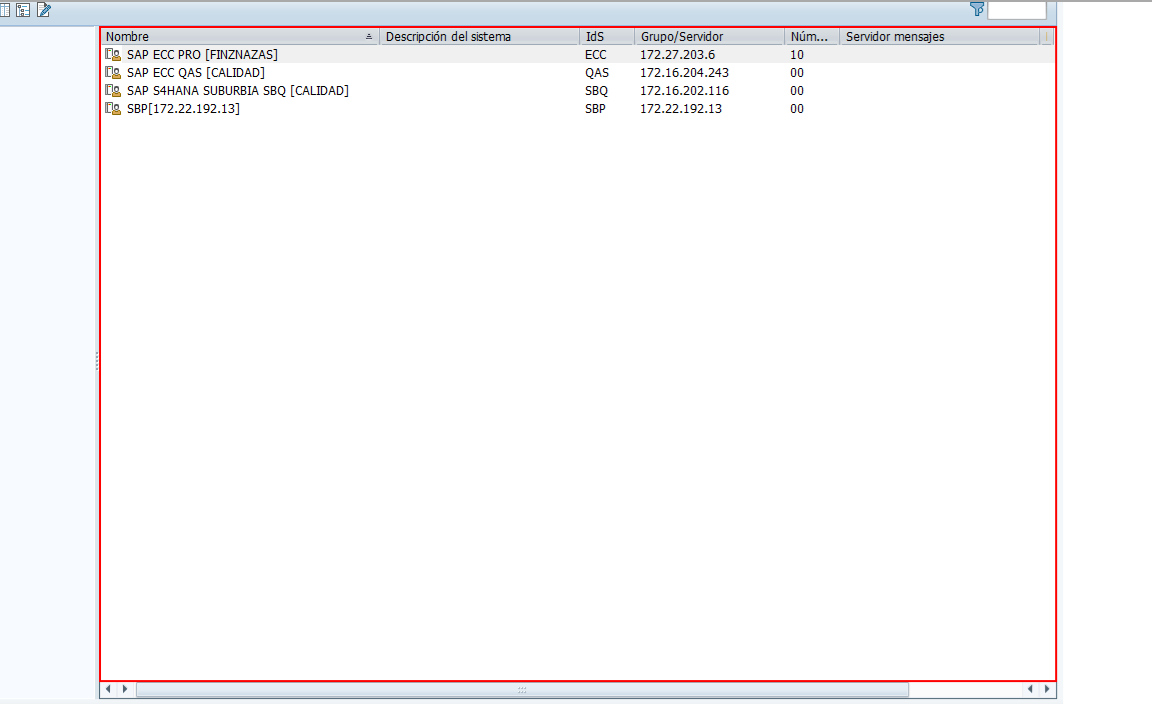 Nombre Descripción del sistema IdS Grupo/Servidor Núm... Servidor mensajes
SAP ECC PRO [FINZNAZAS] ECC 172.27.203.6 10
SAP ECC QAS [CALIDAD] QAS 172.16.204.243 00
SAP S4HANA SUBURBIA SBQ [CALIDAD] SBQ 172.16.202.116 00
SBP[172.22.192.13] SBP 172.22.192.13 00